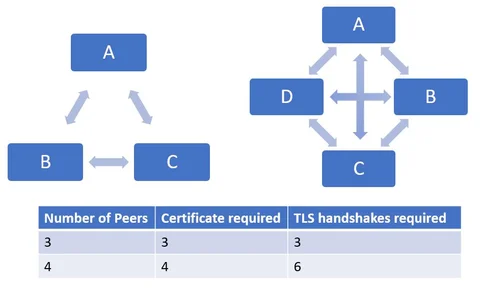 A
B
C
A
D
B
C
Number of Peers Certificate required TLS handshakes required
3 3 3
4 4 6